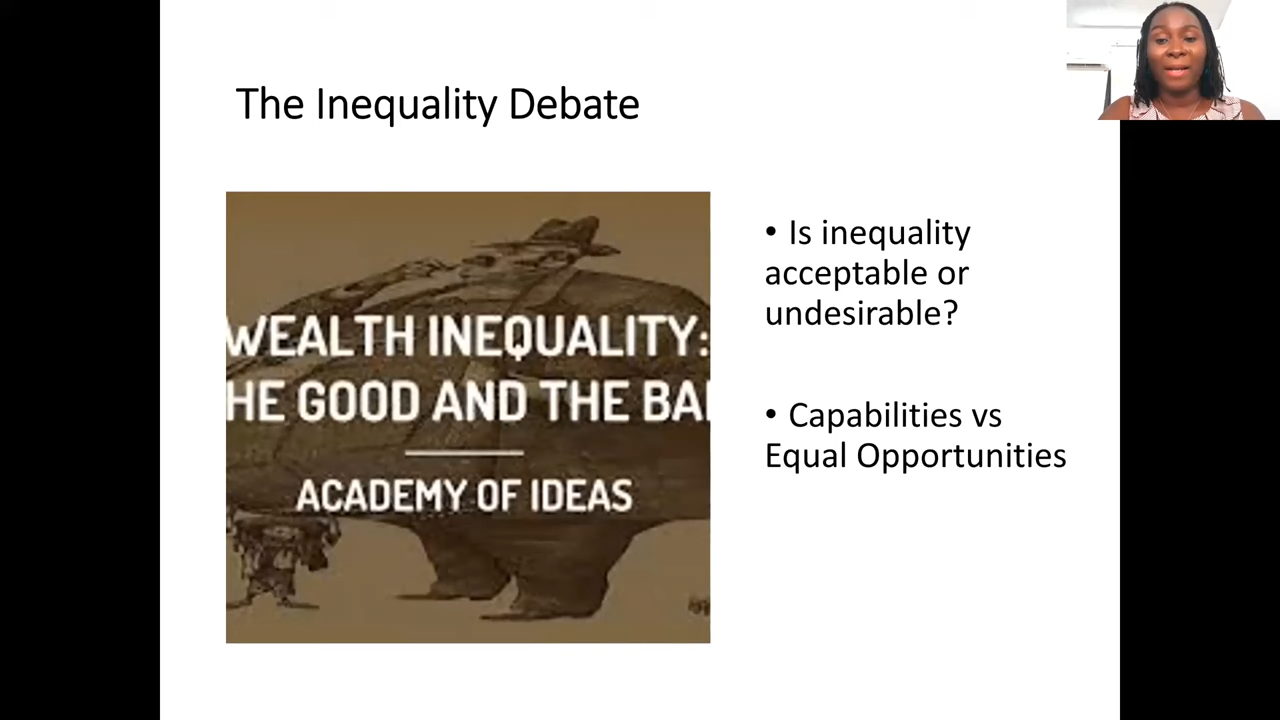 The Inequality Debate
WEALTH INEQUALITY:
HE GOOD AND THE BA
ACADEMY OF IDEAS
• Is inequality
acceptable or
undesirable?
• Capabilities vs
Equal Opportunities